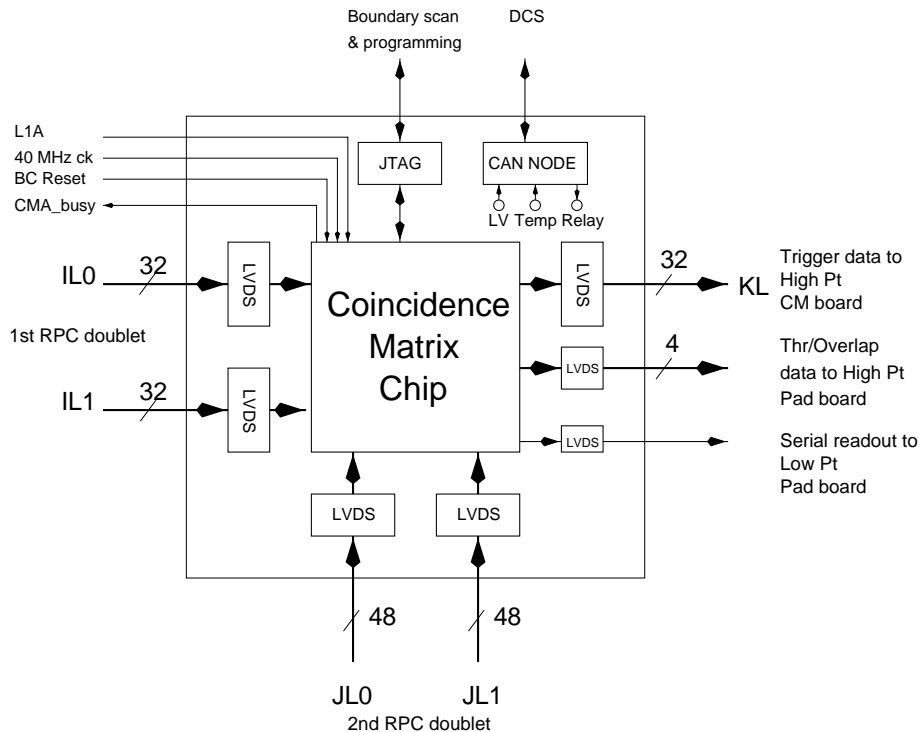 Boundary scan
& programming
DCS
L1A
40 MHz ck
BC Reset
CMA_busy
JTAG
CAN NODE
LV Temp Relay
IL0
32
LVDS
LVDS
32
KL
Trigger data to
High Pt
CM board
Coincidence
Matrix
Chip
1st RPC doublet
IL1
32
LVDS
LVDS
4
Thr/Overlap
data to High Pt
Pad board
LVDS
Serial readout to
Low Pt
Pad board
LVDS
LVDS
48
48
JL0
JL1
2nd RPC doublet